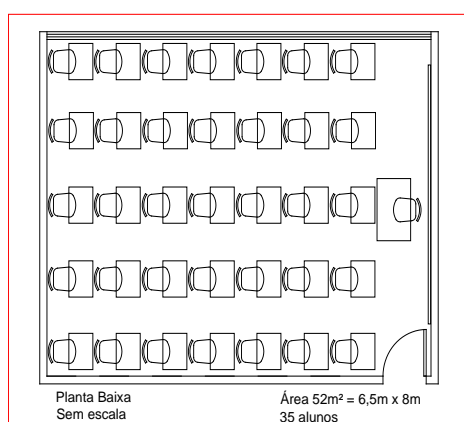 Planta Baixa
Sem escala
Área 52m² = 6,5m x 8m
35 alunos